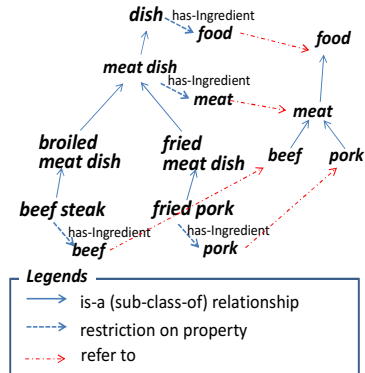 dish
has-Ingredient
food
food
meat dish
has-Ingredient
meat
meat
broiled
meat dish
fried
meat dish
beef
pork
beef steak
fried pork
has-Ingredient
has-Ingredient
beef
pork
Legends
is-a (sub-class-of) relationship
restriction on property
refer to